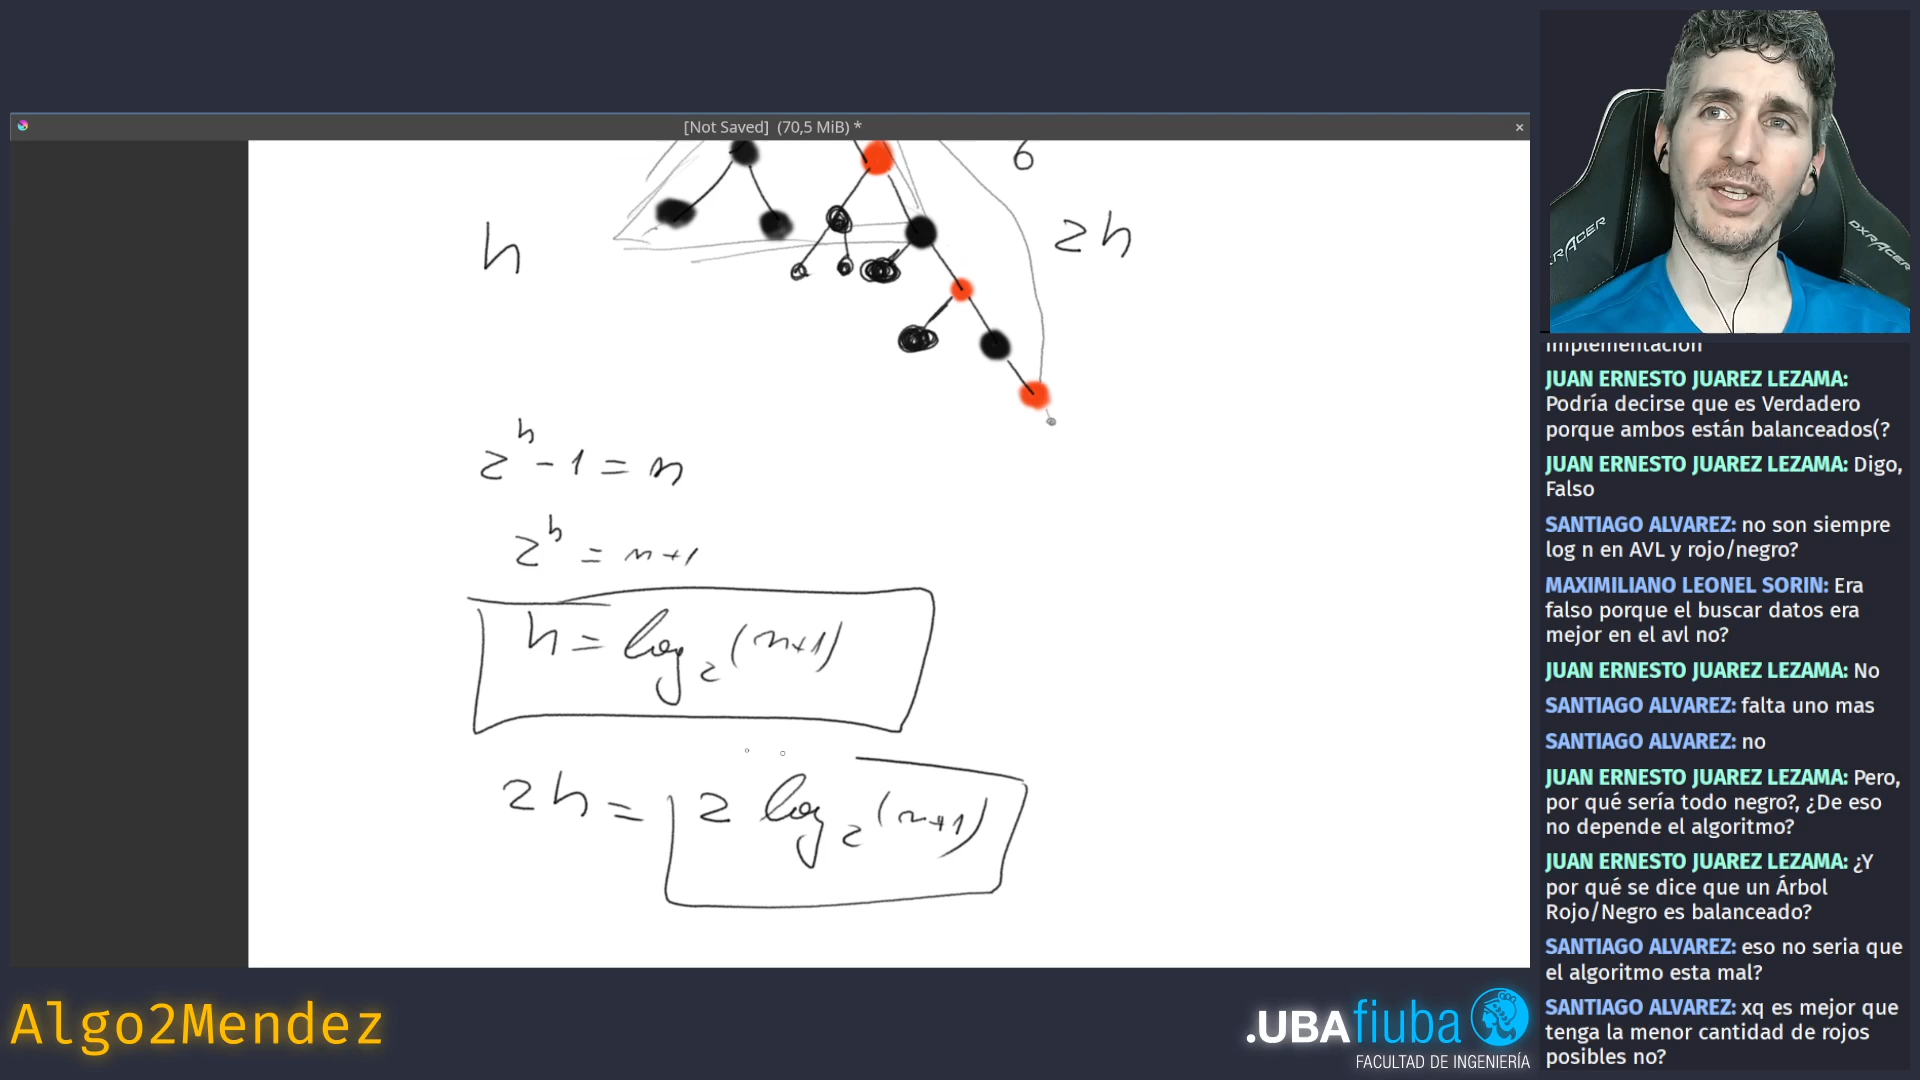 [Not Saved] (70,5 MiB) *
×
6
h
2h
2^h - 1 = n
2^h = n+1
h = log_2 (n+1)
2h = 2 log_2 (n+1)
DXRACER
implementación
JUAN ERNESTO JUAREZ LEZAMA:
Podría decirse que es Verdadero
porque ambos están balanceados(?
JUAN ERNESTO JUAREZ LEZAMA: Digo,
Falso
SANTIAGO ALVAREZ: no son siempre
log n en AVL y rojo/negro?
MAXIMILIANO LEONEL SORIN: Era
falso porque el buscar datos era
mejor en el avl no?
JUAN ERNESTO JUAREZ LEZAMA: No
SANTIAGO ALVAREZ: falta uno mas
SANTIAGO ALVAREZ: no
JUAN ERNESTO JUAREZ LEZAMA: Pero,
por qué sería todo negro?, ¿De eso
no depende el algoritmo?
JUAN ERNESTO JUAREZ LEZAMA: ¿Y
por qué se dice que un Árbol
Rojo/Negro es balanceado?
SANTIAGO ALVAREZ: eso no seria que
el algoritmo esta mal?
SANTIAGO ALVAREZ: xq es mejor que
tenga la menor cantidad de rojos
posibles no?
Algo2Mendez
.UBAfiuba
FACULTAD DE INGENIERÍA